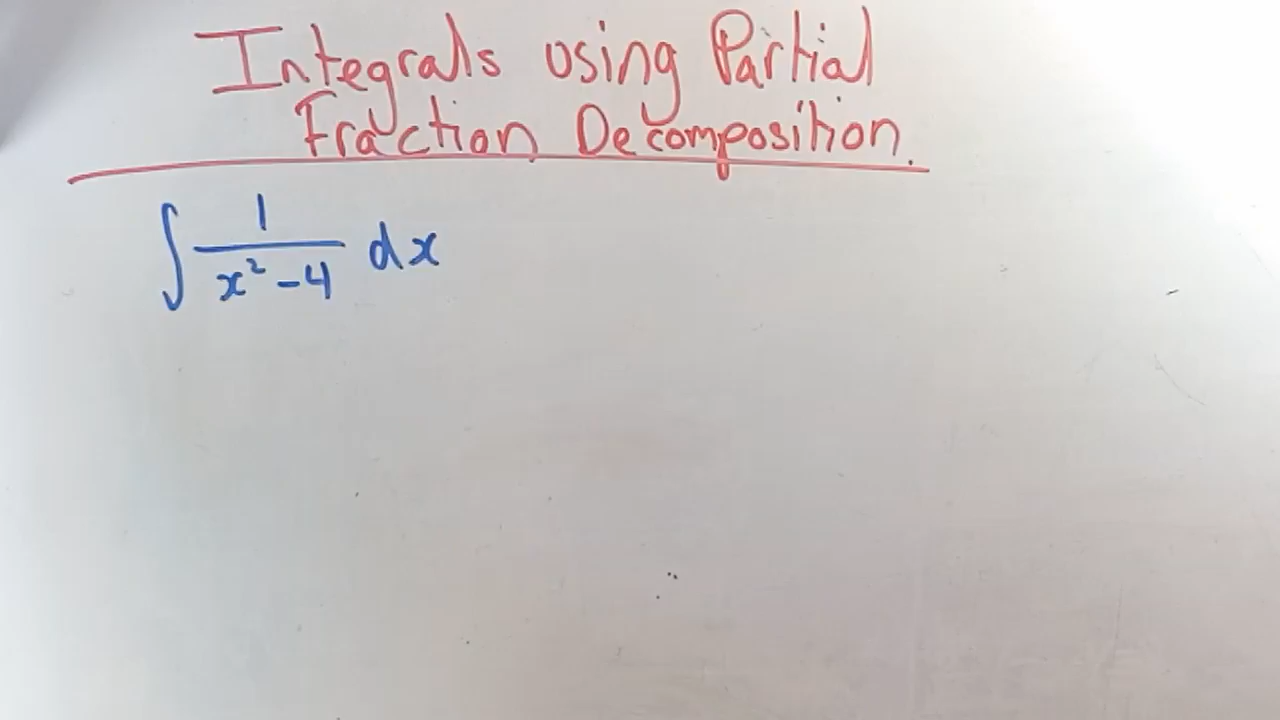 Integrals using Partial
Fraction Decomposition.
∫ 1/(x² - 4) dx